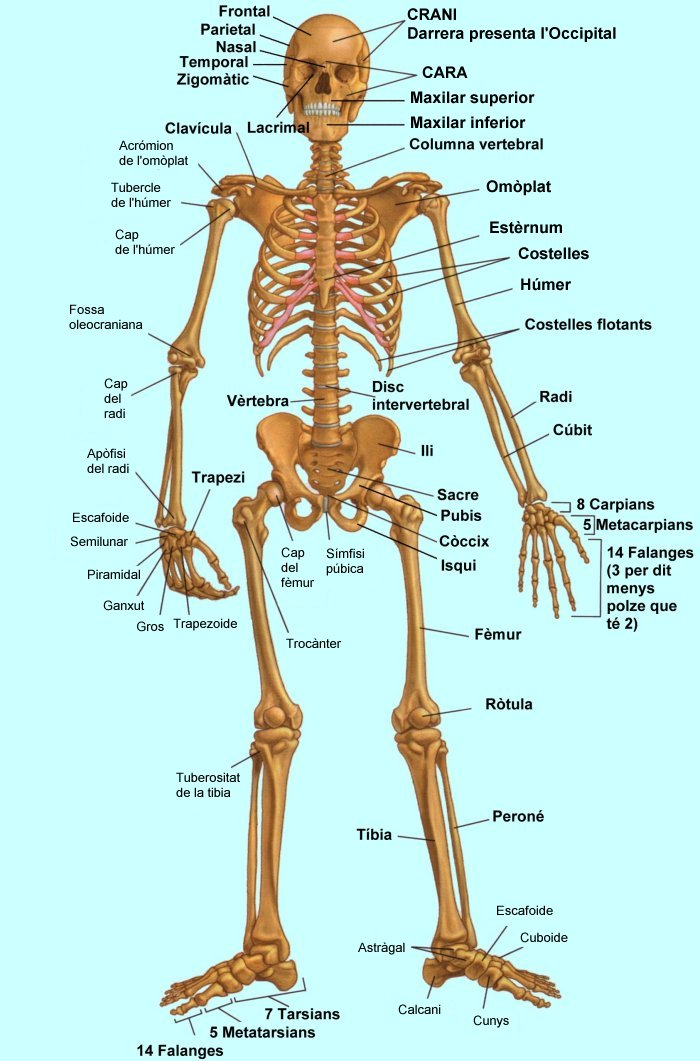 Frontal
Parietal
Nasal
Temporal
Zigomàtic
Lacrimal
CRANI
Darrera presenta l'Occipital
CARA
Maxilar superior
Maxilar inferior
Columna vertebral
Clavícula
Acrómion
de l'omòplat
Tubercle
de l'húmer
Cap
de l'húmer
Omòplat
Estèrnum
Costelles
Húmer
Costelles flotants
Fossa
oleocraniana
Cap
del
radi
Vèrtebra
Disc
intervertebral
Radi
Cúbit
Apòfisi
del radi
Trapezi
Ili
Sacre
Pubis
Còccix
Isqui
8 Carpians
5 Metacarpians
14 Falanges
(3 per dit
menys
polze que
té 2)
Escafoide
Semilunar
Piramidal
Ganxut
Gros
Trapezoide
Cap
del
fèmur
Símfisi
púbica
Trocànter
Fèmur
Ròtula
Tuberositat
de la tibia
Tíbia
Peroné
Escafoide
Cuboide
Astràgal
Calcani
Cunys
7 Tarsians
5 Metatarsians
14 Falanges